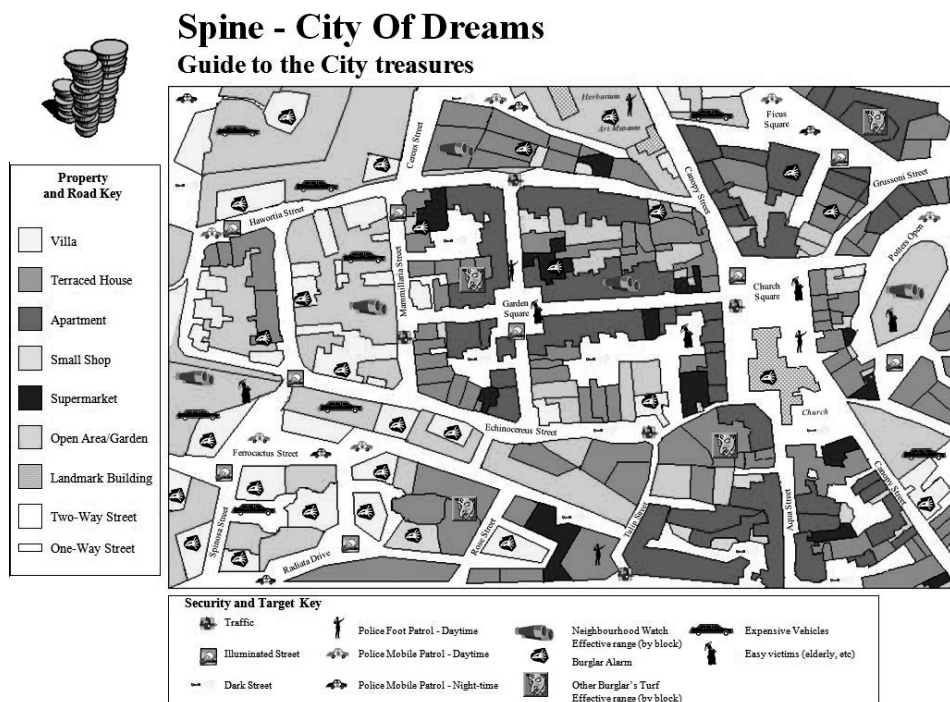 Spine - City Of Dreams
Guide to the City treasures
Property
and Road Key
Villa
Terraced House
Apartment
Small Shop
Supermarket
Open Area/Garden
Landmark Building
Two-Way Street
One-Way Street
Herbarium
Art Museum
Ficus
Square
Cereus Street
Canopy Street
Grussoni Street
Hawortia Street
Potters Open
Mammillaria Street
Garden
Square
Church
Square
Church
Echinocereus Street
Ferrocactus Street
Canopy Street
Spinosa Street
Rose Street
Tulip Street
Aqua Street
Radiata Drive
Security and Target Key
Traffic
Police Foot Patrol - Daytime
Neighbourhood Watch
Effective range (by block)
Expensive Vehicles
Illuminated Street
Police Mobile Patrol - Daytime
Burglar Alarm
Easy victims (elderly, etc)
Dark Street
Police Mobile Patrol - Night-time
Other Burglar's Turf
Effective range (by block)